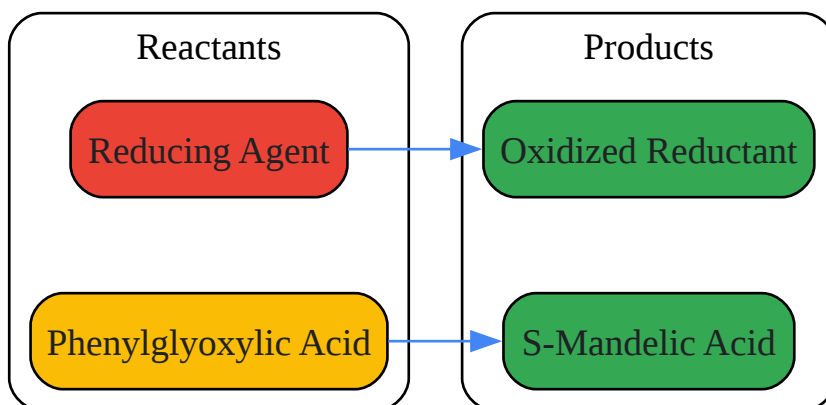 Reactants
Products
Reducing Agent
Oxidized Reductant
Phenylglyoxylic Acid
S-Mandelic Acid